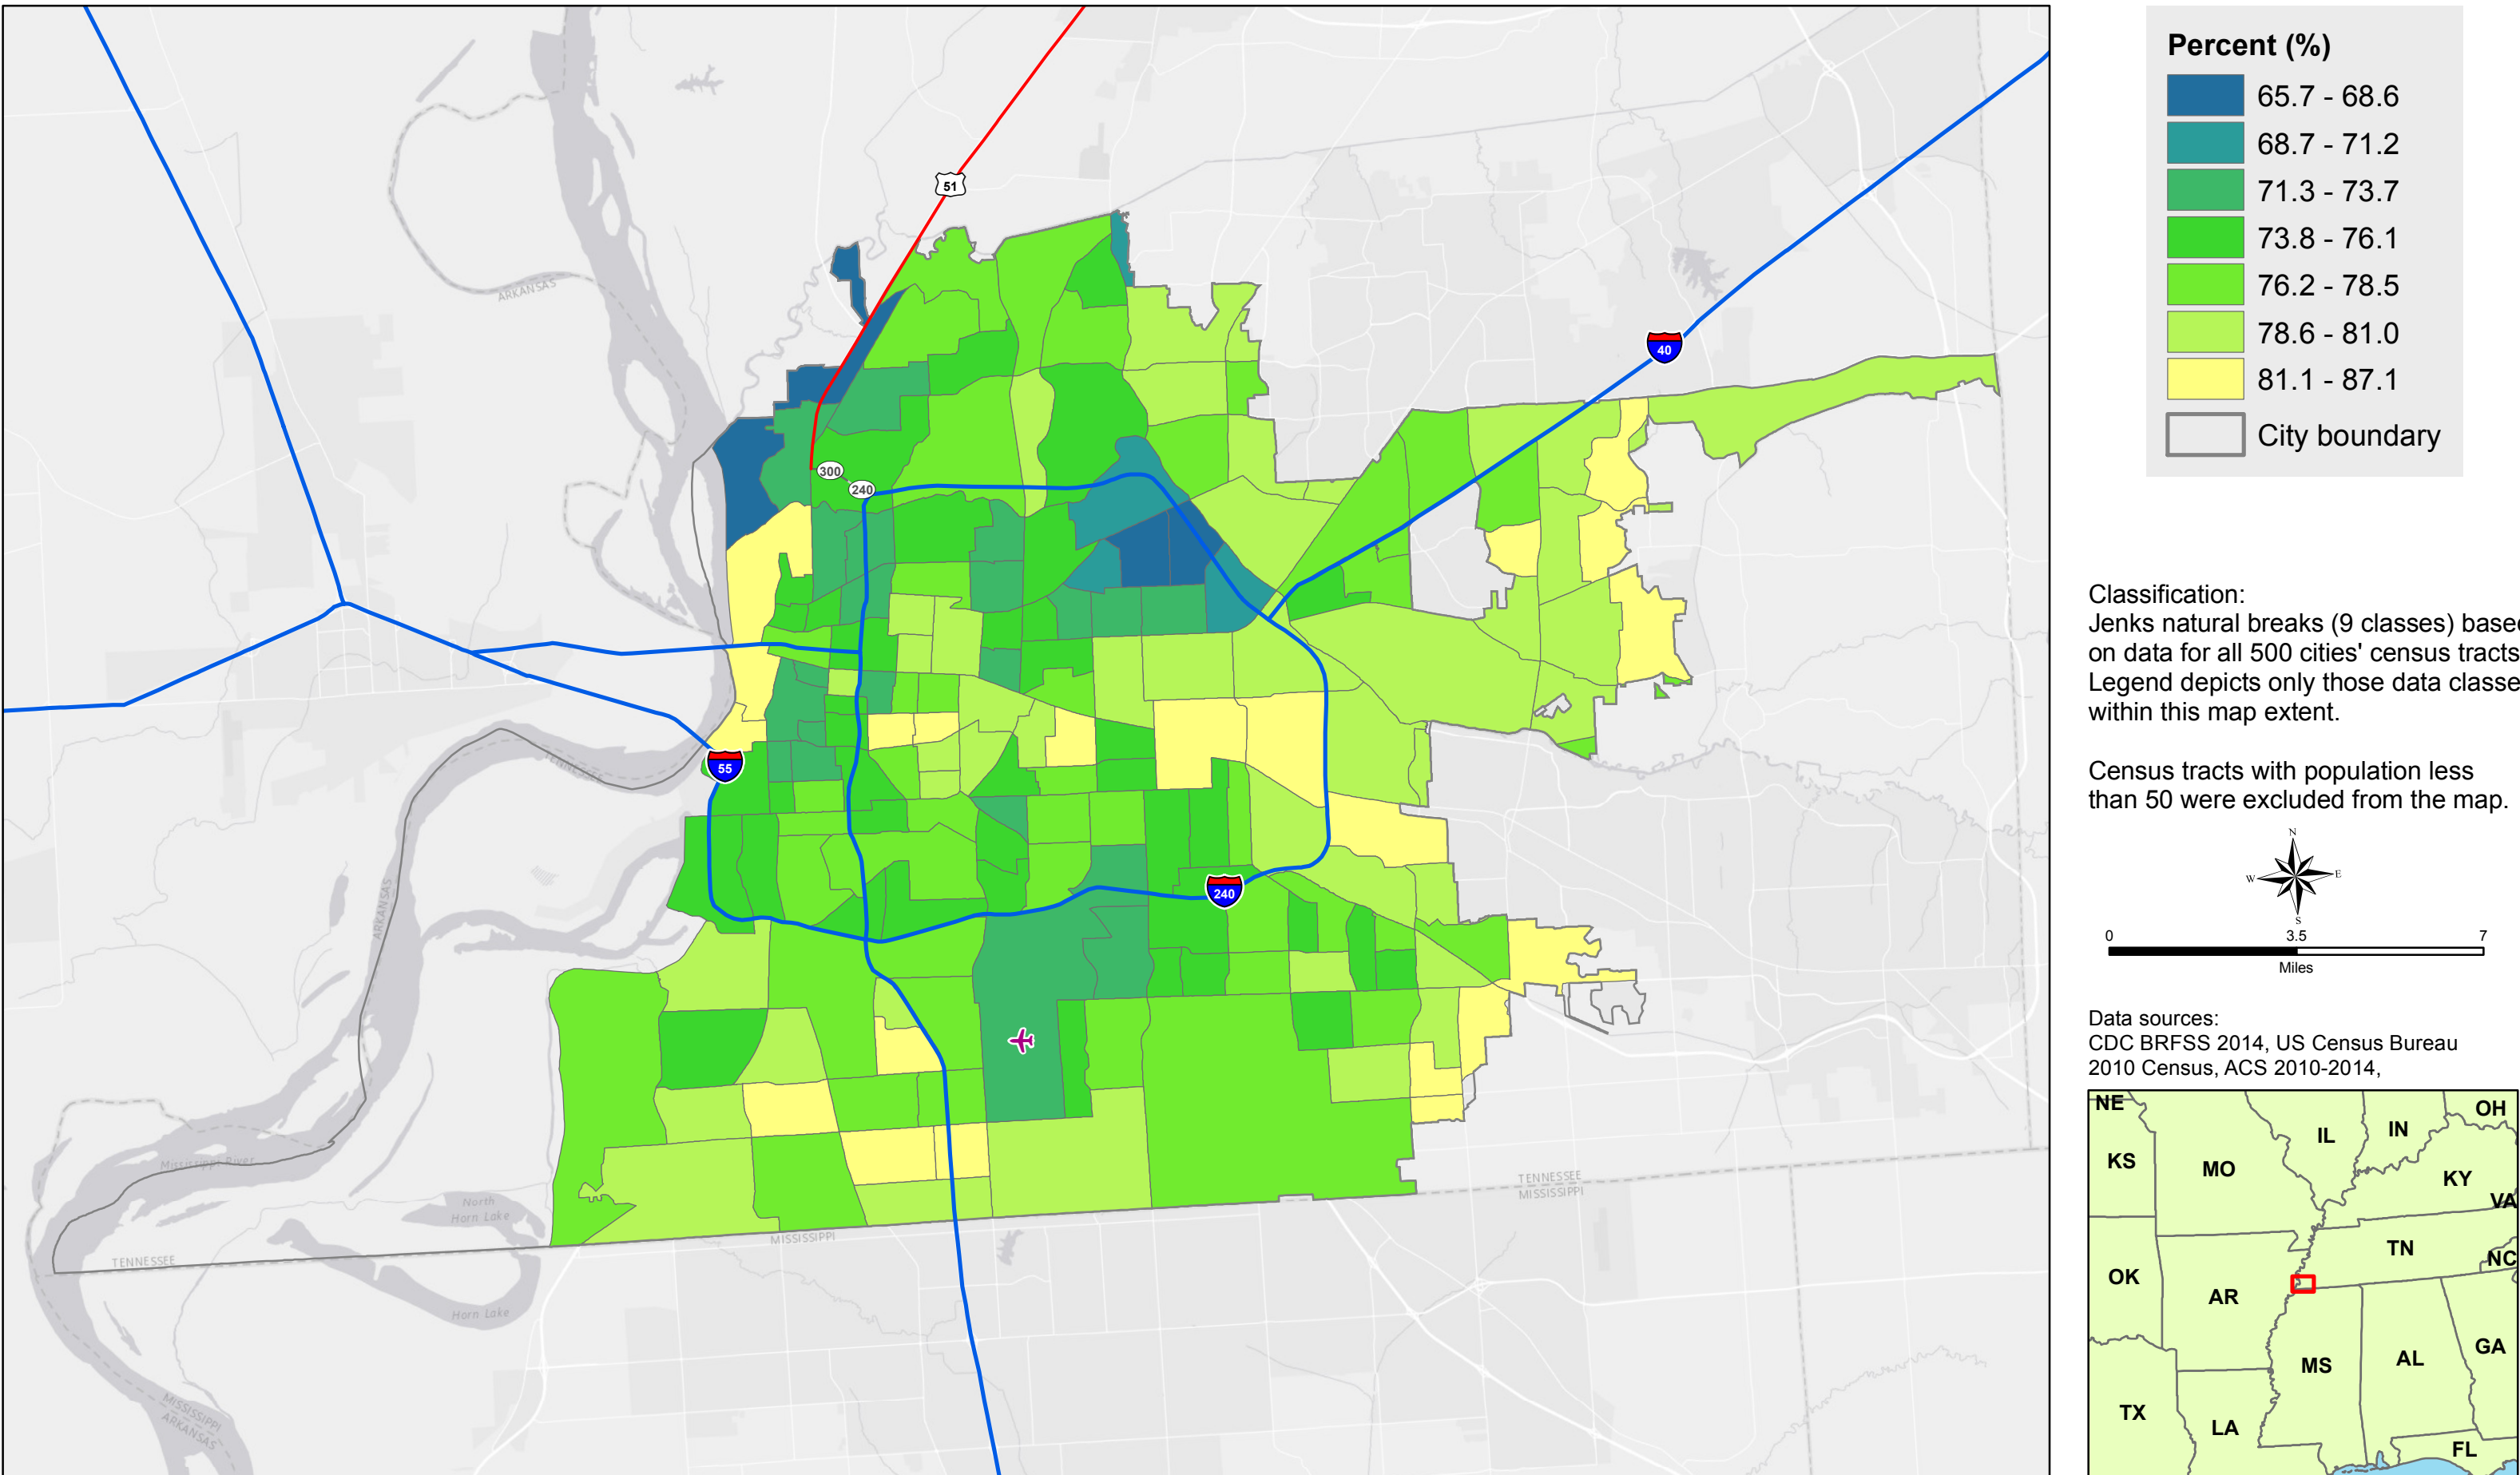 Percent (%)
65.7 - 68.6
68.7 - 71.2
71.3 - 73.7
73.8 - 76.1
76.2 - 78.5
78.6 - 81.0
81.1 - 87.1
City boundary
51
ARKANSAS
40
300
240
55
TENNESSEE
ARKANSAS
240
Mississippi River
North
Horn Lake
TENNESSEE
MISSISSIPPI
MISSISSIPPI
TENNESSEE
Horn Lake
MISSISSIPPI
ARKANSAS
Classification:
Jenks natural breaks (9 classes) based
on data for all 500 cities' census tracts
Legend depicts only those data classe
within this map extent.
Census tracts with population less
than 50 were excluded from the map.
N
W
E
S
0
3.5
7
Miles
Data sources:
CDC BRFSS 2014, US Census Bureau
2010 Census, ACS 2010-2014,
NE
OH
IL
IN
KS
MO
KY
VA
TN
NC
OK
AR
MS
AL
GA
TX
LA
FL